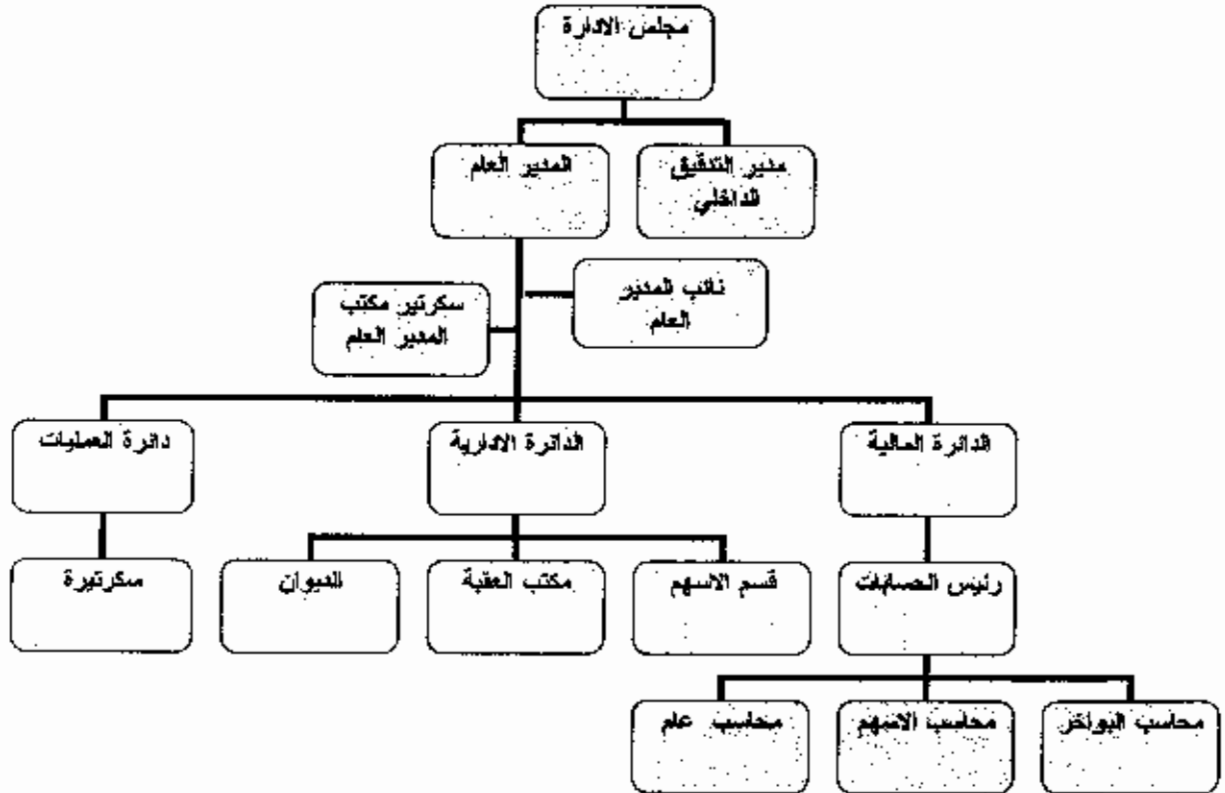 مجلس الادارة
مدير التدقيق
الداخلي
المدير العام
نائب المدير
العام
سكرتير مكتب
المدير العام
الدائرة المالية
الدائرة الادارية
دائرة العمليات
رئيس الحسابات
قسم الاسهم
مكتب العقبة
الديوان
سكرتيرة
محاسب البواخر
محاسب الاسهم
محاسب عام